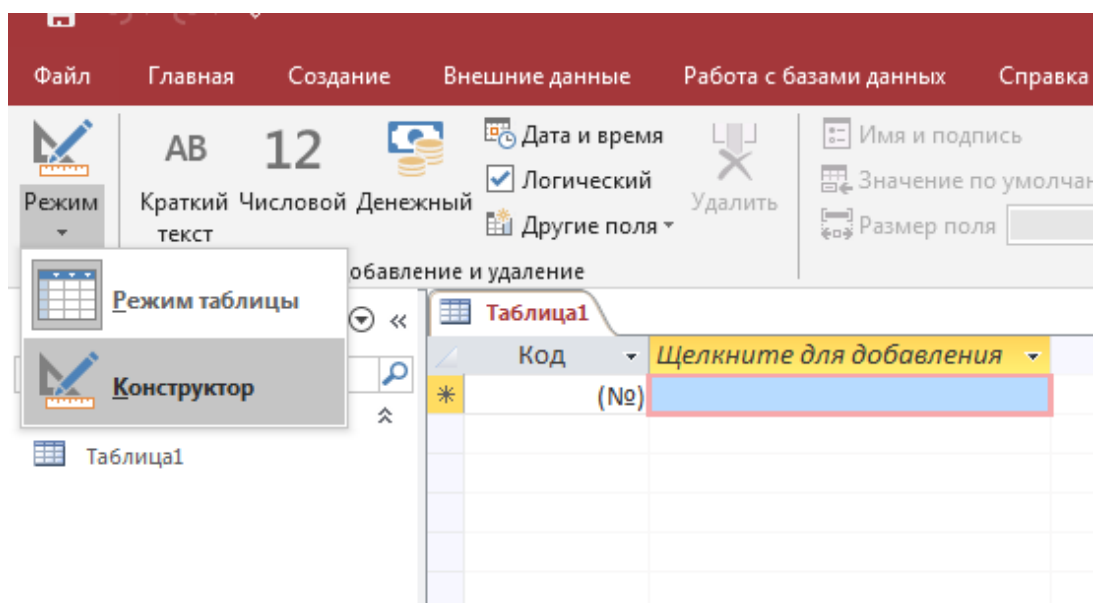 Файл Главная Создание Внешние данные Работа с базами данных Справка
Режим
AB Краткий текст
12 Числовой
Денежный
Дата и время
Логический
Другие поля
Удалить
Имя и подпись
Значение по умолчан
Размер поля
обавление и удаление
Режим таблицы
Конструктор
Таблица1
Таблица1
Код Щелкните для добавления
(№)